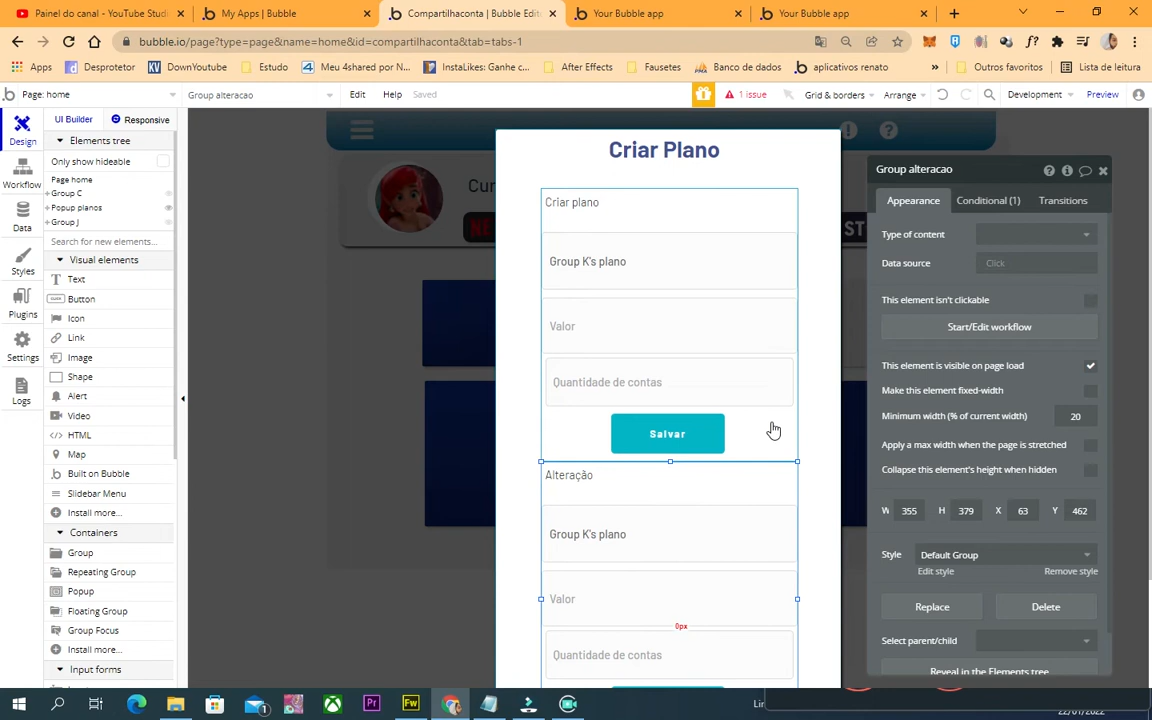 Painel do canal - YouTube Studi
My Apps | Bubble
Compartilhaconta | Bubble Edit
Your Bubble app
Your Bubble app
bubble.io/page?type=page&name=home&id=compartilhaconta&tab=tabs-1
Apps
Desprotetor
DownYoutube
Estudo
Meu 4shared por N...
InstaLikes: Ganhe c...
After Effects
Fausetes
Banco de dados
aplicativos renato
»
Outros favoritos
Lista de leitura
Page: home
Group alteracao
Edit
Help
Saved
1 issue
Grid & borders
Arrange
Development
Preview
Design
Workflow
Data
Styles
Plugins
Settings
Logs
UI Builder
Responsive
Elements tree
Only show hideable
Page home
Group C
Popup planos
Group J
Search for new elements...
Visual elements
Text
Button
Icon
Link
Image
Shape
Alert
Video
HTML
Map
Built on Bubble
Slidebar Menu
Install more...
Containers
Group
Repeating Group
Popup
Floating Group
Group Focus
Install more...
Input forms
Cur
NE
ST
Criar Plano
Criar plano
Group K's plano
Valor
Quantidade de contas
Salvar
Alteração
Group K's plano
Valor
0px
Quantidade de contas
Group alteracao
Appearance
Conditional (1)
Transitions
Type of content
Data source
Click
This element isn't clickable
Start/Edit workflow
This element is visible on page load
Make this element fixed-width
Minimum width (% of current width)
20
Apply a max width when the page is stretched
Collapse this element's height when hidden
W 355 H 379 X 63 Y 462
Style
Default Group
Edit style
Remove style
Replace
Delete
Select parent/child
Reveal in the Elements tree
22/01/2022